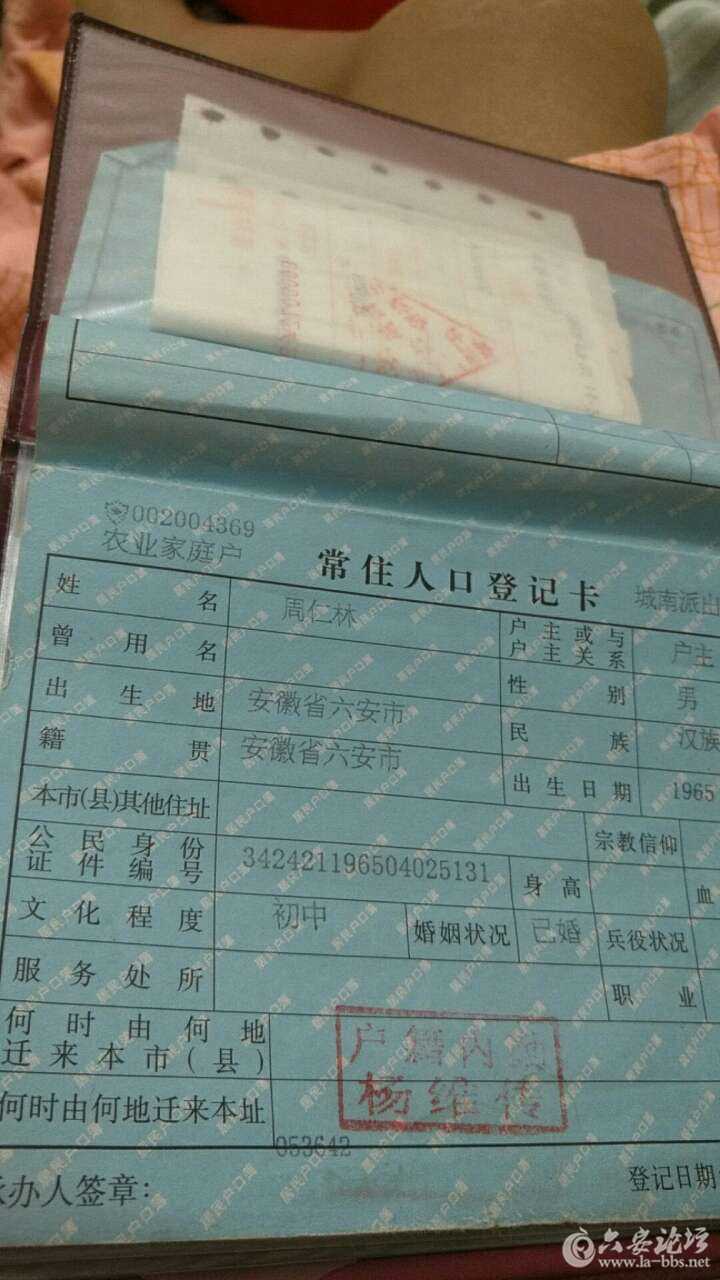 002004369
农业家庭户
常住人口登记卡 城南派出
姓名 周仁林 户主或与户主关系 户主
曾用名 性别 男
出生地 安徽省六安市 民族 汉族
籍贯 安徽省六安市 出生日期 1965
本市(县)其他住址 宗教信仰
公民身份证件编号 342421196504025131 身高 血
文化程度 初中 婚姻状况 已婚 兵役状况
服务处所 职业
何时由何地迁来本市(县)
户籍内
杨维传
何时由何地迁来本址
053642
办人签章: 登记日期
六安论坛
www.la-bbs.net